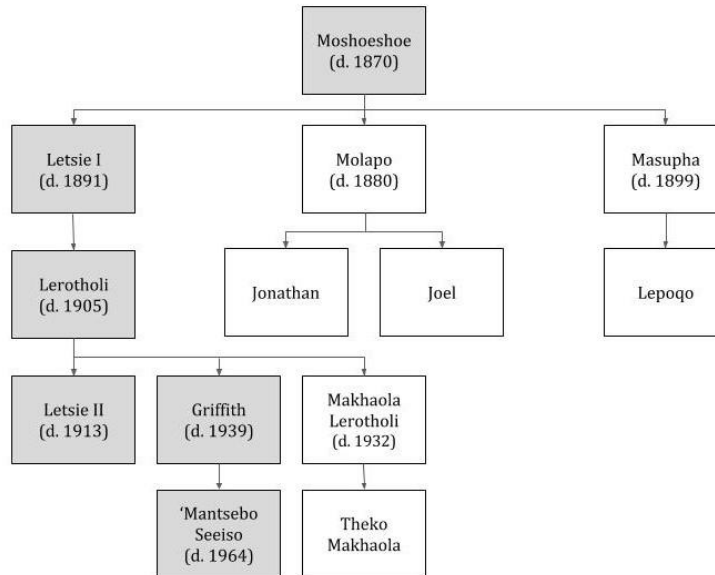 Moshoeshoe
(d. 1870)
Letsie I
(d. 1891)
Molapo
(d. 1880)
Masupha
(d. 1899)
Lerotholi
(d. 1905)
Jonathan
Joel
Lepoqo
Letsie II
(d. 1913)
Griffith
(d. 1939)
Makhaola
Lerotholi
(d. 1932)
‘Mantsebo
Seeiso
(d. 1964)
Theko
Makhaola